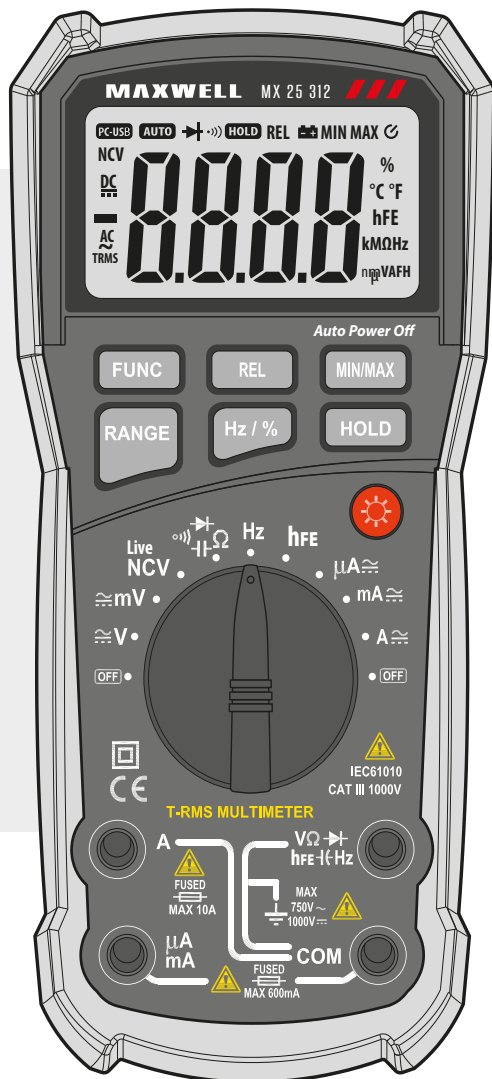 MAXWELL MX 25 312
PC-USB AUTO HOLD REL MIN MAX
NCV %
DC °C °F
hFE
AC kMΩHz
TRMS nmµVAFH
8.8.8.8
Auto Power Off
FUNC REL MIN/MAX
RANGE Hz / % HOLD
Live NCV
Ω
Hz
hFE
≂mV
µA≂
mA≂
≂V
A≂
OFF
OFF
CE
IEC61010
CAT III 1000V
T-RMS MULTIMETER
A
VΩ
hFE Hz
FUSED
MAX 10A
MAX
750V ~
1000V ⎓
µA
mA
COM
FUSED
MAX 600mA